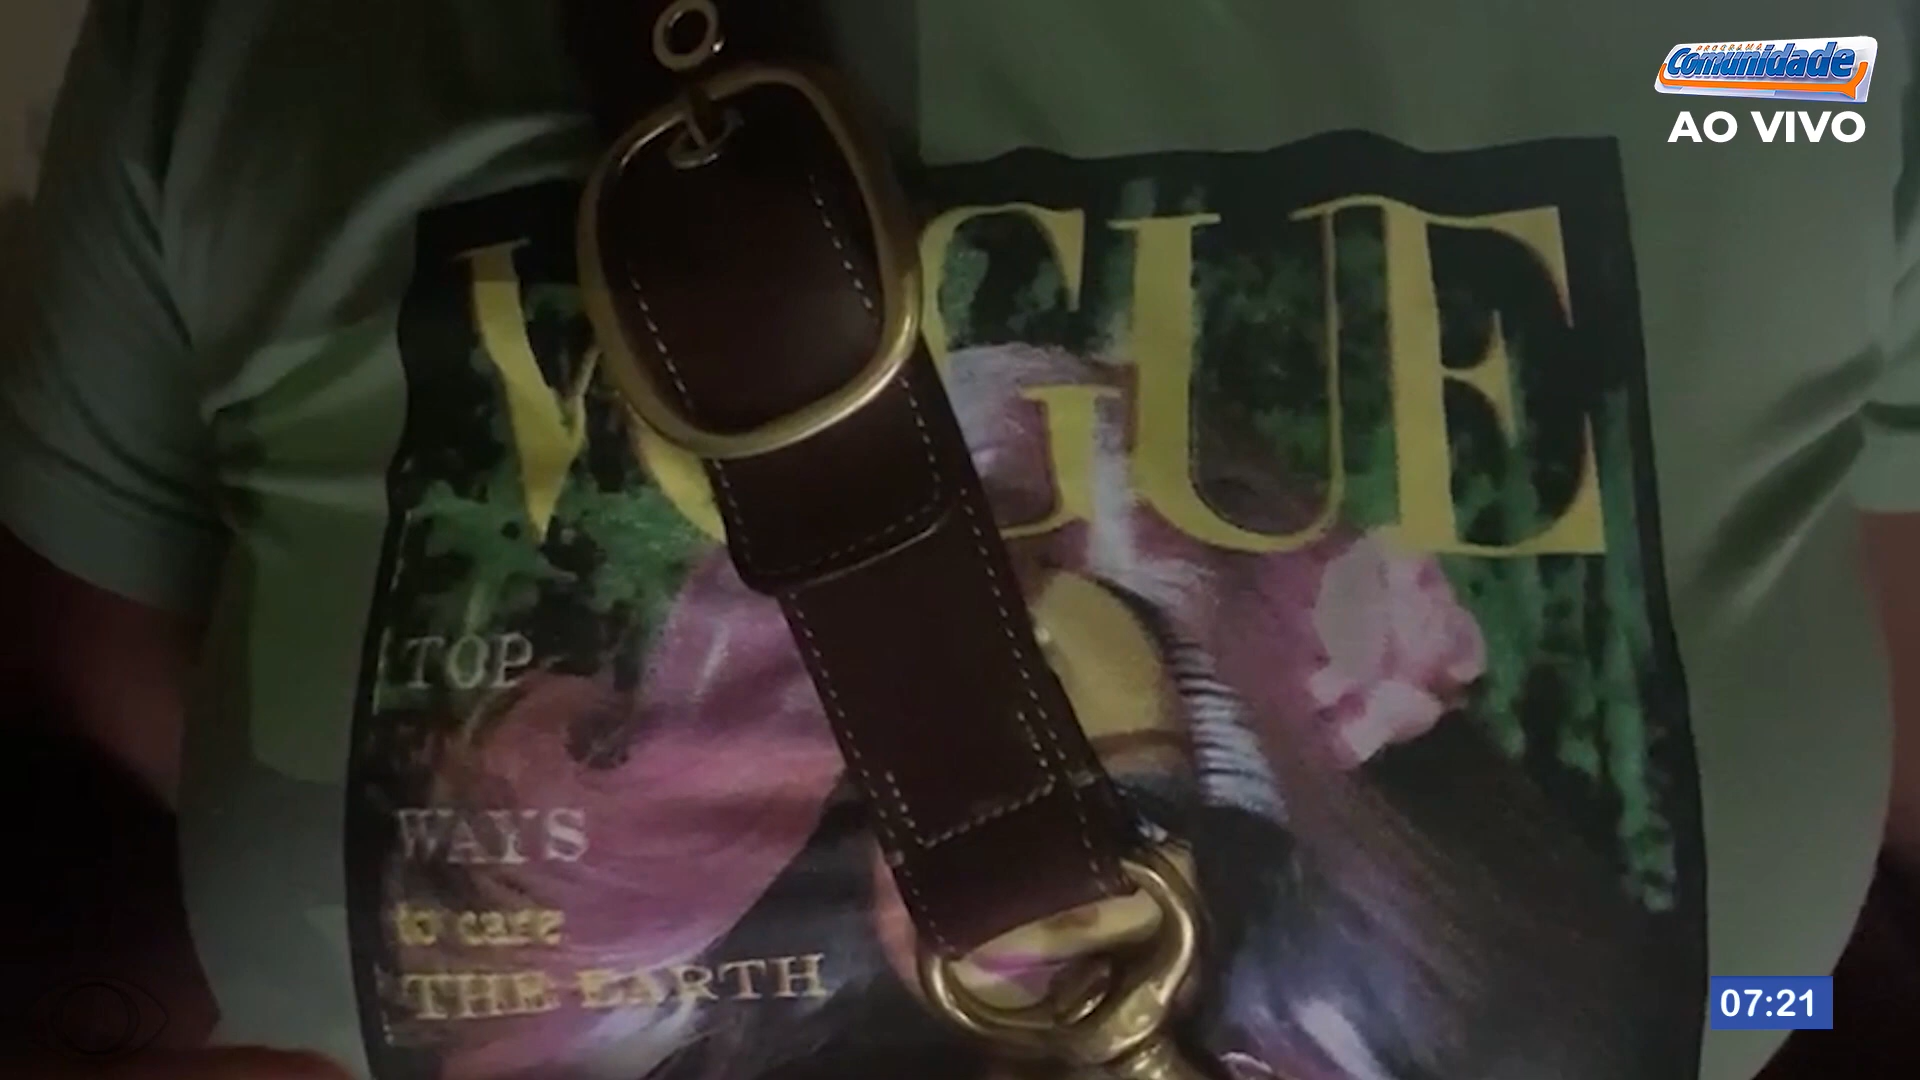 PROGRAMA
Comunidade
AO VIVO
VOGUE
TOP
WAYS
to care
THE EARTH
07:21